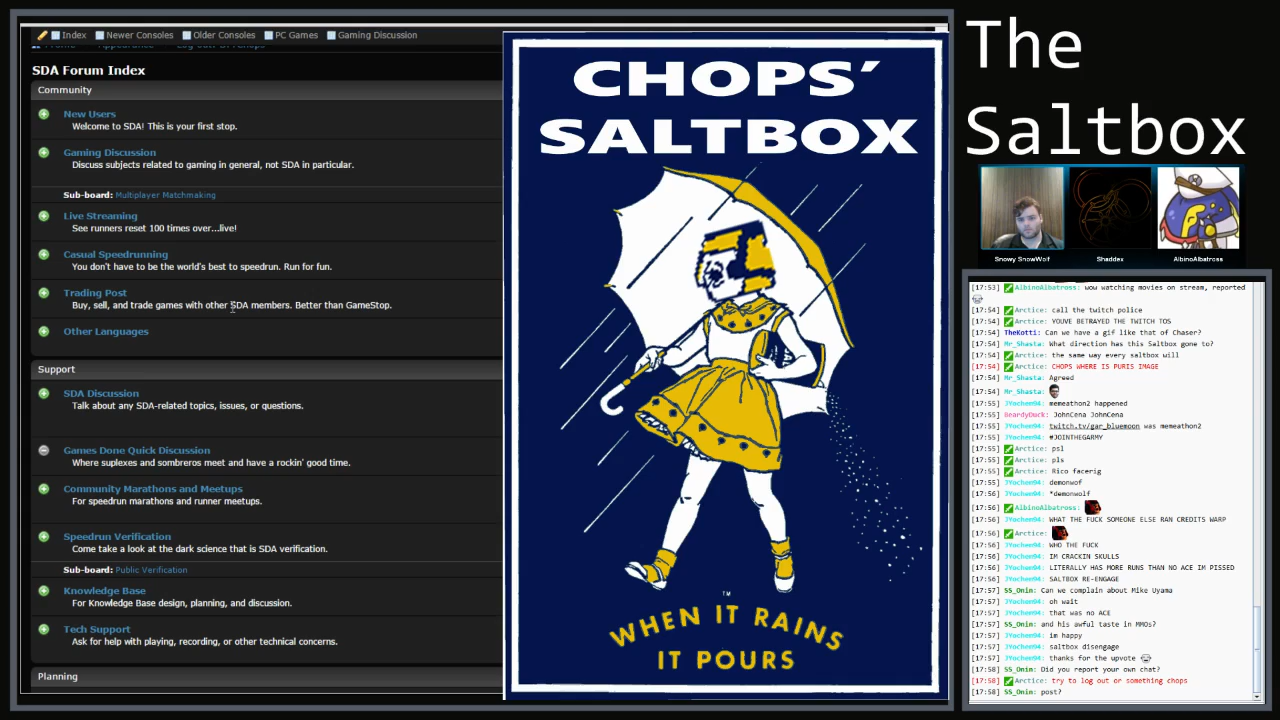 Index Newer Consoles Older Consoles PC Games Gaming Discussion
SDA Forum Index
Community
New Users
Welcome to SDA! This is your first stop.
Gaming Discussion
Discuss subjects related to gaming in general, not SDA in particular.
Sub-board: Multiplayer Matchmaking
Live Streaming
See runners reset 100 times over...live!
Casual Speedrunning
You don't have to be the world's best to speedrun. Run for fun.
Trading Post
Buy, sell, and trade games with other SDA members. Better
Other Languages
Support
SDA Discussion
Talk about any SDA-related topics, issues, or
Games Done Quick Discussion
Where suplexes and sombreros meet and have a
Community Marathons and Meetups
For speedrun marathons and runner meetups.
Speedrun Verification
Come take a look at the due diligence that is SDA verification
Sub-board: Public Verification
Knowledge Base
For Knowledge Base design, planning, and
Tech Support
Ask for help with playing, recording, or other technical
Planning
CHOPS'
SALTBOX
TM
WHEN IT RAINS
IT POURS
The
Saltbox
Snowy SnowWolf Shaddex AlbinoAlbatross
[17:53] AlbinoAlbatross: wow watching movies on stream, reported
[17:54] Arctice: call the twitch police
[17:54] Arctice: YOUVE BETRAYED THE TWITCH TOS
[17:54] TheKotti: Can we have a gif like that of Chaser?
[17:54] Mr_Shasta: What direction has this Saltbox gone to?
[17:54] Arctice: the same way every saltbox will
[17:54] Arctice: CHOPS WHERE IS PURIS IMAGE
[17:54] Mr_Shasta: Agreed
[17:54] Mr_Shasta:
[17:55] JYochem94: memeathon2 happened
[17:55] BeardyDuck: JohnCena JohnCena
[17:55] JYochem94: twitch.tv/gar_bluemoon was memeathon2
[17:55] JYochem94: #JOINTHEGARMY
[17:55] Arctice: psl
[17:55] Arctice: pls
[17:55] Arctice: Rico facerig
[17:55] JYochem94: demonwof
[17:56] JYochem94: *demonwolf
[17:56] AlbinoAlbatross:
[17:56] JYochem94: WHAT THE FUCK SOMEONE ELSE RAN CREDITS WARP
[17:56] Arctice:
[17:56] JYochem94: WHO THE FUCK
[17:56] JYochem94: IM CRACKIN SKULLS
[17:56] JYochem94: LITERALLY HAS MORE RUNS THAN NO ACE IM PISSED
[17:56] JYochem94: SALTBOX RE-ENGAGE
[17:56] SS_Onin: Can we complain about Mike Uyama
[17:57] JYochem94: oh wait
[17:57] JYochem94: that was no ACE
[17:57] SS_Onin: and his awful taste in MMOs?
[17:57] JYochem94: im happy
[17:57] JYochem94: saltbox disengage
[17:57] JYochem94: thanks for the upvote
[17:58] SS_Onin: Did you report your own chat?
[17:58] Arctice: try to log out or something chops
[17:58] SS_Onin: post?